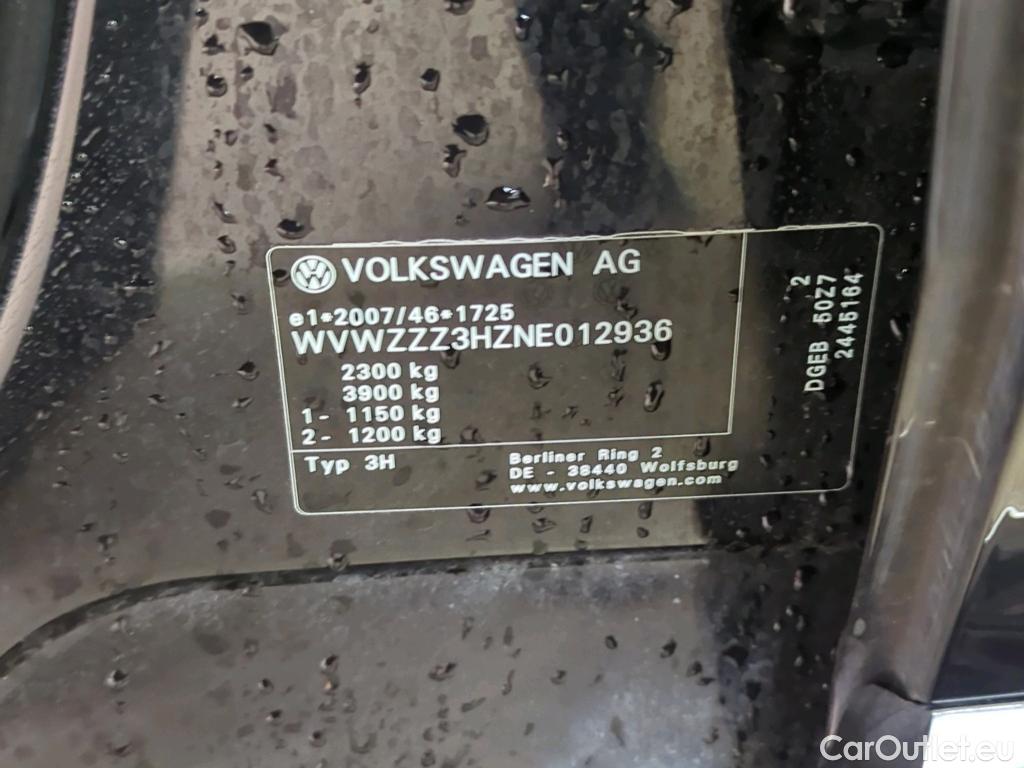 VOLKSWAGEN AG
e1*2007/46*1725
WVWZZZ3HZNE012936
2300 kg
3900 kg
1- 1150 kg
2- 1200 kg
Typ 3H
Berliner Ring 2
DE - 38440 Wolfsburg
www.volkswagen.com
2
DGEB 50Z7
2445164
CarOutlet.eu